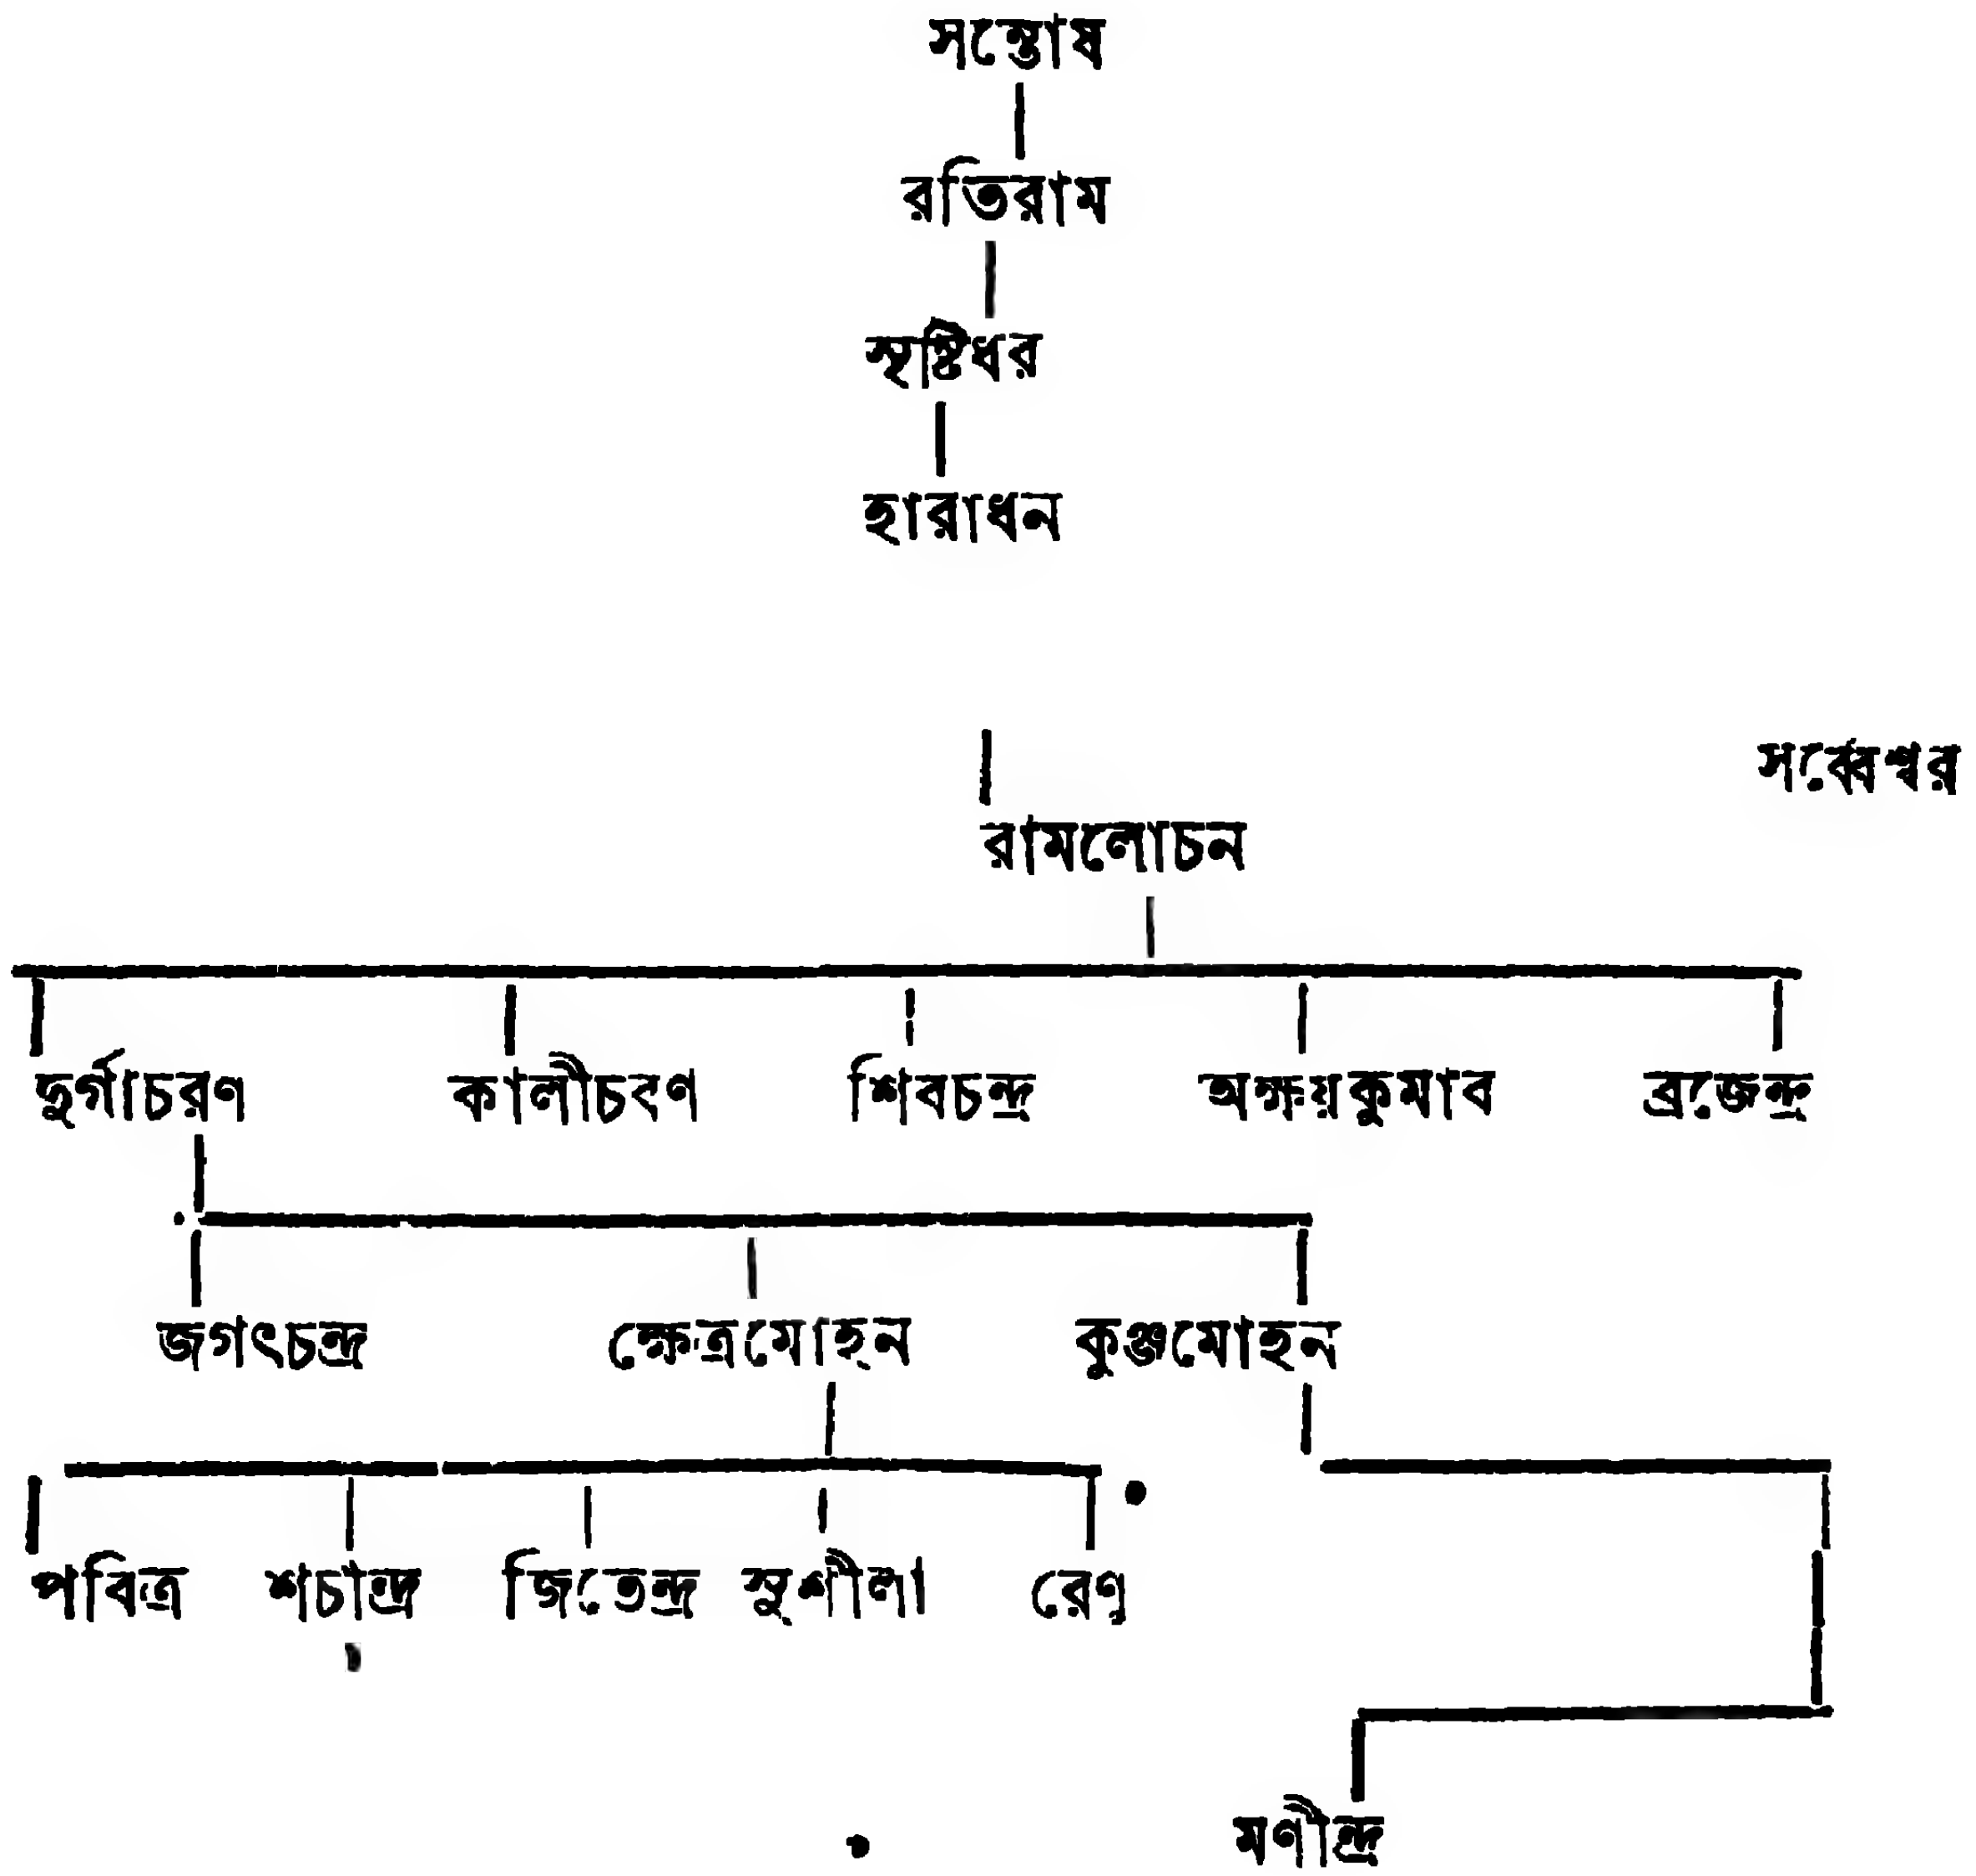 সন্তোষ
রতিরাম
সৃষ্টিধর
হারাধন
সর্ব্বেশ্বর
রামলোচন
দুর্গাচরণ কালীচবণ শিবচন্দ্র অক্ষয়কুমাব ব্রজেন্দ্র
জগৎচন্দ্র ক্ষেত্রমোহন কুঞ্জমোহন
পবিত্র শচীন্দ্র জিতেন্দ্র সুশীলা রেণু
মণীন্দ্র